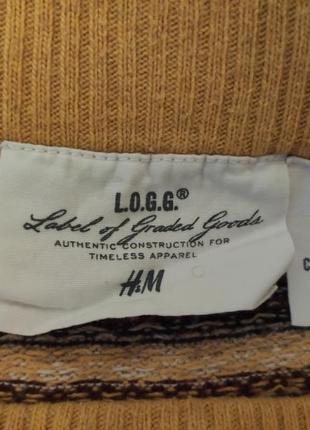 L.O.G.G.®
Label of Graded Goods
AUTHENTIC CONSTRUCTION FOR
TIMELESS APPAREL
H&M
C